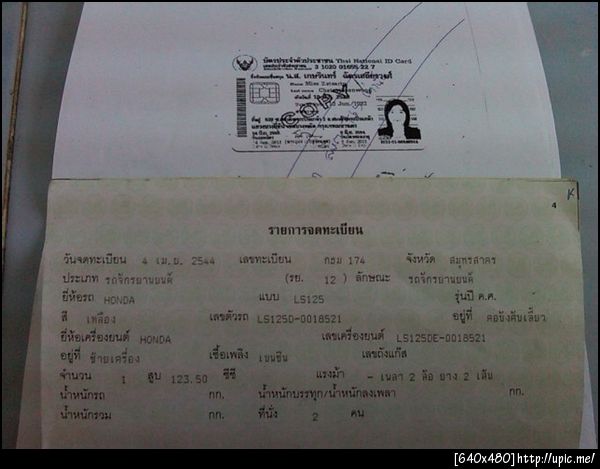 บัตรประจำตัวประชาชน Thai National ID Card
COPY
4
K
รายการจดทะเบียน
วันจดทะเบียน 4 เม.ย. 2544 เลขทะเบียน กธม 174 จังหวัด สมุทรสาคร
ประเภท รถจักรยานยนต์ (รย. 12) ลักษณะ รถจักรยานยนต์
ยี่ห้อรถ HONDA แบบ LS125 รุ่นปี ค.ศ.
สี เหลือง เลขตัวรถ LS125D-0018521 อยู่ที่ คอบังคับเลี้ยว
ยี่ห้อเครื่องยนต์ HONDA เลขเครื่องยนต์ LS125DE-0018521
อยู่ที่ ซ้ายเครื่อง เชื้อเพลิง เบนซิน เลขถังแก๊ส
จำนวน 1 สูบ 123.50 ซีซี แรงม้า - เพลา 2 ล้อ ยาง 2 เส้น
น้ำหนักรถ กก. น้ำหนักบรรทุก/น้ำหนักลงเพลา กก.
น้ำหนักรวม กก. ที่นั่ง 2 คน
[640x480]http://upic.me/